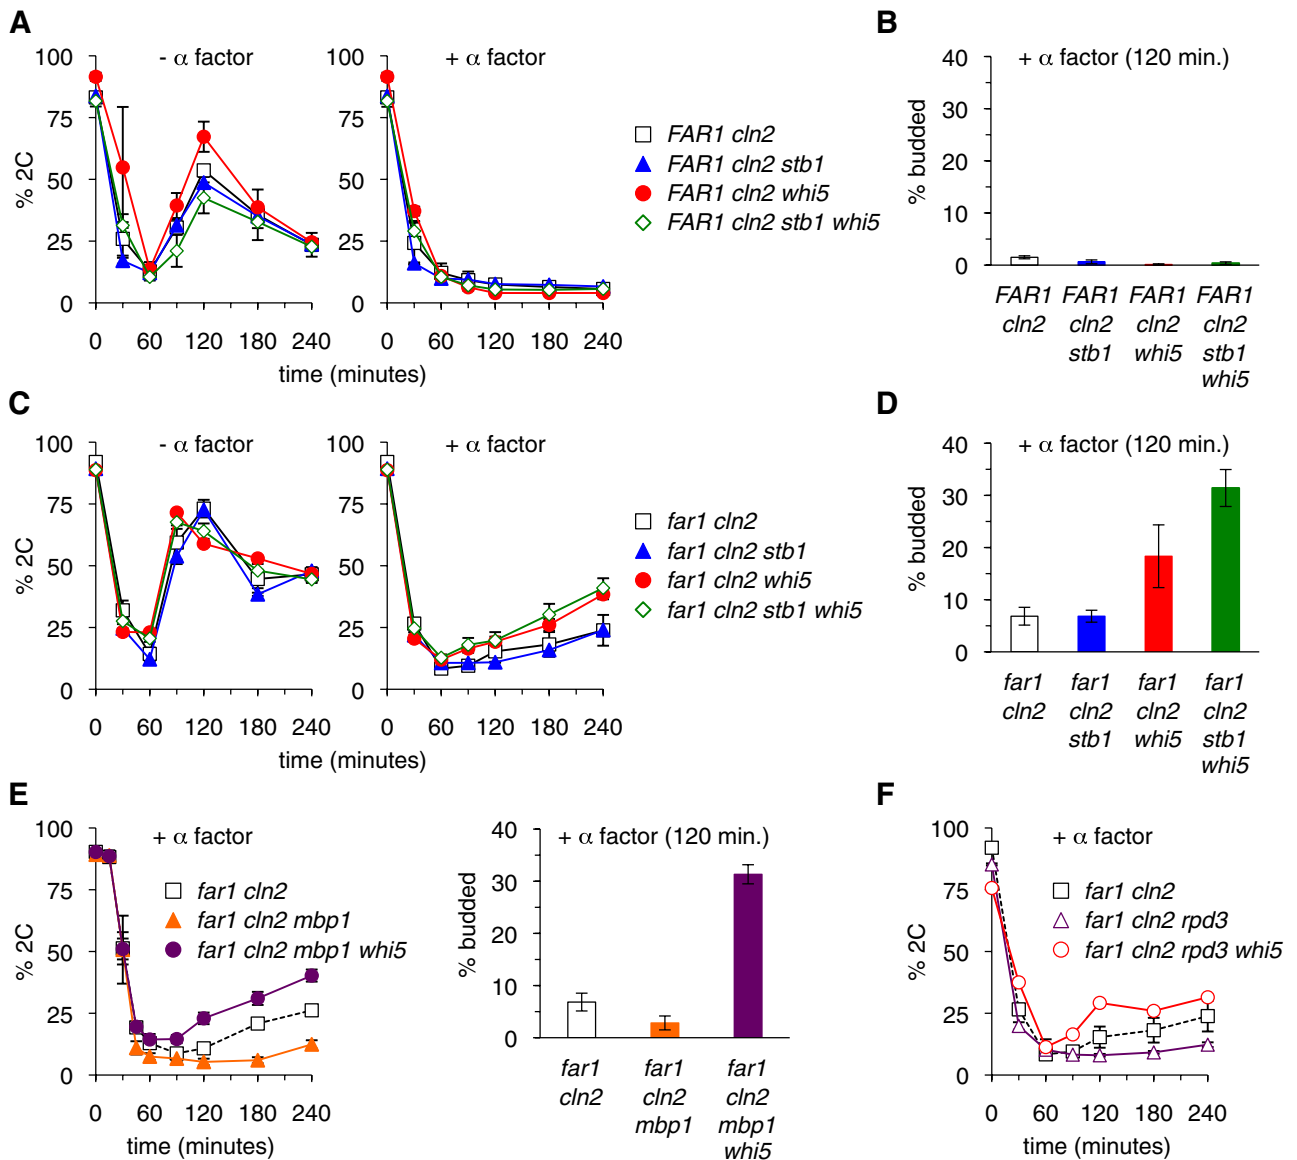 A
- α factor
+ α factor
100
75
50
25
0
% 2C
0 60 120 180 240
100
75
50
25
0
0 60 120 180 240
time (minutes)
FAR1 cln2
FAR1 cln2 stb1
FAR1 cln2 whi5
FAR1 cln2 stb1 whi5
B
+ α factor (120 min.)
40
30
20
10
0
% budded
FAR1 FAR1 FAR1 FAR1
cln2 cln2 cln2 cln2
stb1 whi5 stb1
whi5
C
- α factor
+ α factor
100
75
50
25
0
% 2C
0 60 120 180 240
100
75
50
25
0
0 60 120 180 240
time (minutes)
far1 cln2
far1 cln2 stb1
far1 cln2 whi5
far1 cln2 stb1 whi5
D
+ α factor (120 min.)
40
30
20
10
0
% budded
far1 far1 far1 far1
cln2 cln2 cln2 cln2
stb1 whi5 stb1
whi5
E
+ α factor
100
75
50
25
0
% 2C
far1 cln2
far1 cln2 mbp1
far1 cln2 mbp1 whi5
0 60 120 180 240
time (minutes)
+ α factor (120 min.)
40
30
20
10
0
% budded
far1 far1 far1
cln2 cln2 cln2
mbp1 mbp1
whi5
F
+ α factor
100
75
50
25
0
% 2C
far1 cln2
far1 cln2 rpd3
far1 cln2 rpd3 whi5
0 60 120 180 240
time (minutes)